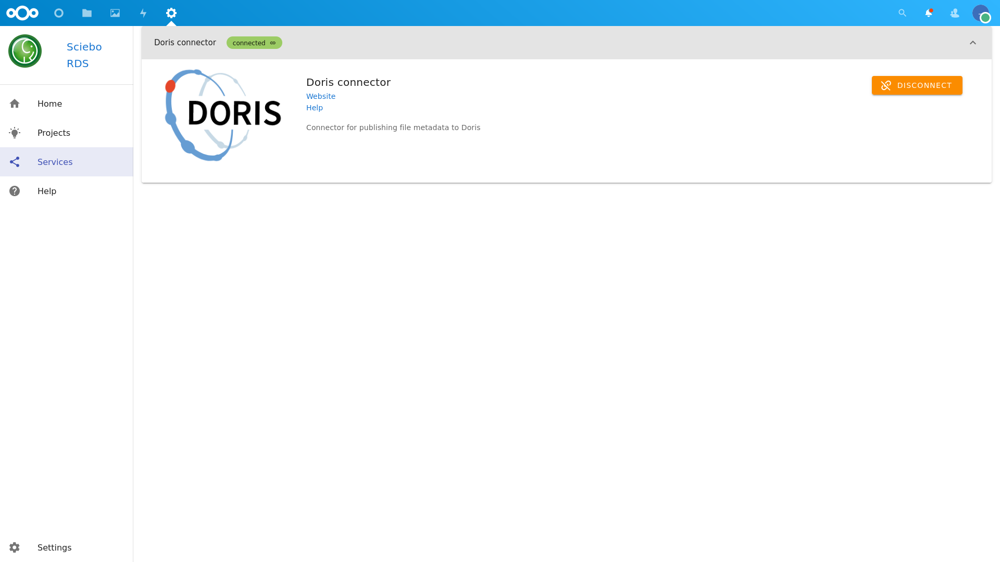 Sciebo
RDS
Home
Projects
Services
Help
Settings
Doris connector
connected
DORIS
Doris connector
Website
Help
Connector for publishing file metadata to Doris
DISCONNECT